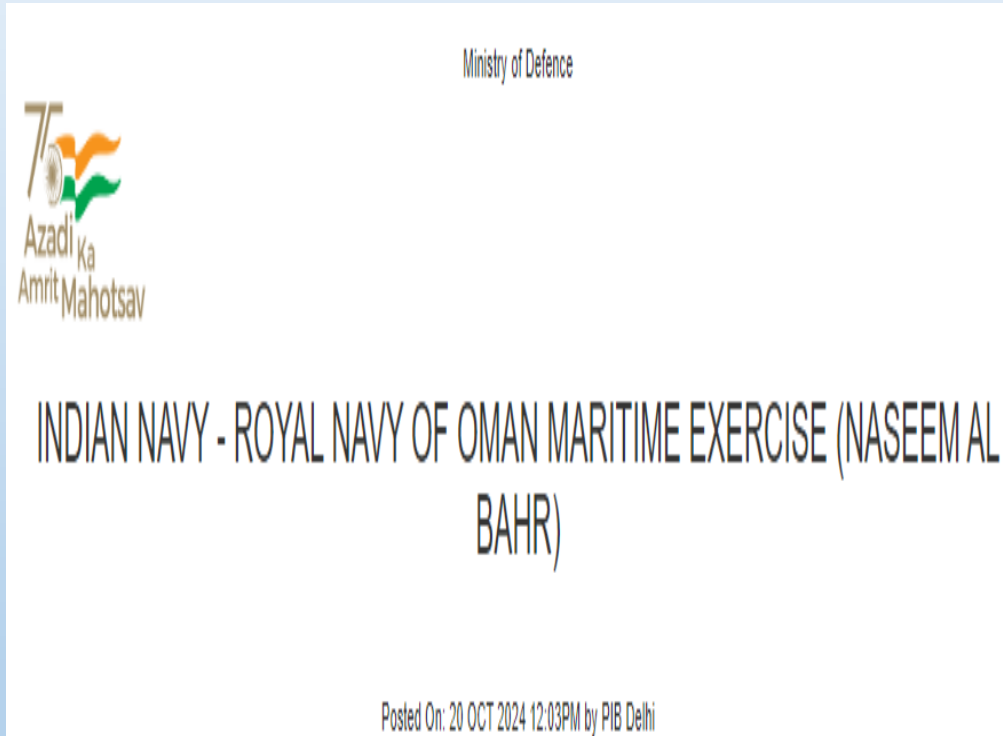 Ministry of Defence
75
Azadi Ka
Amrit Mahotsav
INDIAN NAVY - ROYAL NAVY OF OMAN MARITIME EXERCISE (NASEEM AL
BAHR)
Posted On: 20 OCT 2024 12:03PM by PIB Delhi